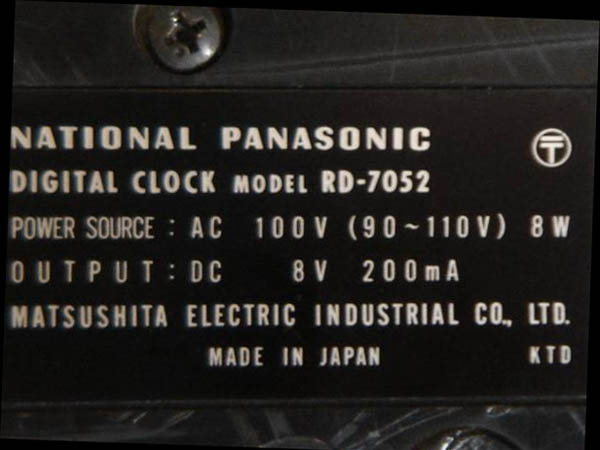 NATIONAL PANASONIC
DIGITAL CLOCK MODEL RD-7052
POWER SOURCE : AC 100V (90~110V) 8W
OUTPUT : DC 8V 200mA
MATSUSHITA ELECTRIC INDUSTRIAL CO., LTD.
MADE IN JAPAN KTD